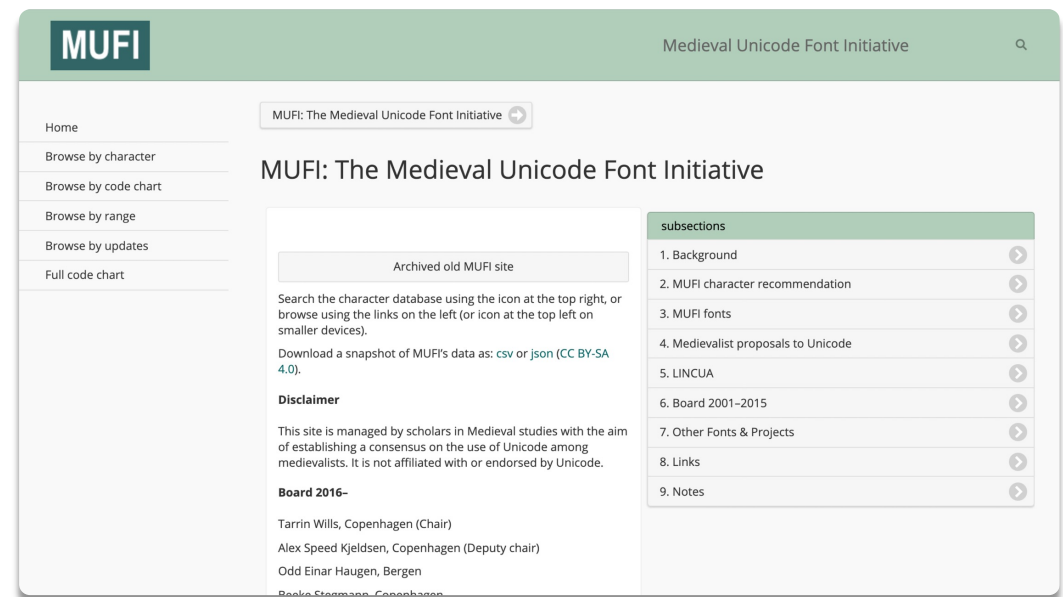 MUFI
Medieval Unicode Font Initiative
Home
Browse by character
Browse by code chart
Browse by range
Browse by updates
Full code chart
MUFI: The Medieval Unicode Font Initiative
MUFI: The Medieval Unicode Font Initiative
Archived old MUFI site
Search the character database using the icon at the top right, or
browse using the links on the left (or icon at the top left on
smaller devices).
Download a snapshot of MUFI's data as: csv or json (CC BY-SA
4.0).
Disclaimer
This site is managed by scholars in Medieval studies with the aim
of establishing a consensus on the use of Unicode among
medievalists. It is not affiliated with or endorsed by Unicode.
Board 2016–
Tarrin Wills, Copenhagen (Chair)
Alex Speed Kjeldsen, Copenhagen (Deputy chair)
Odd Einar Haugen, Bergen
Beeke Stegmann, Copenhagen
subsections
1. Background
2. MUFI character recommendation
3. MUFI fonts
4. Medievalist proposals to Unicode
5. LINCUA
6. Board 2001–2015
7. Other Fonts & Projects
8. Links
9. Notes